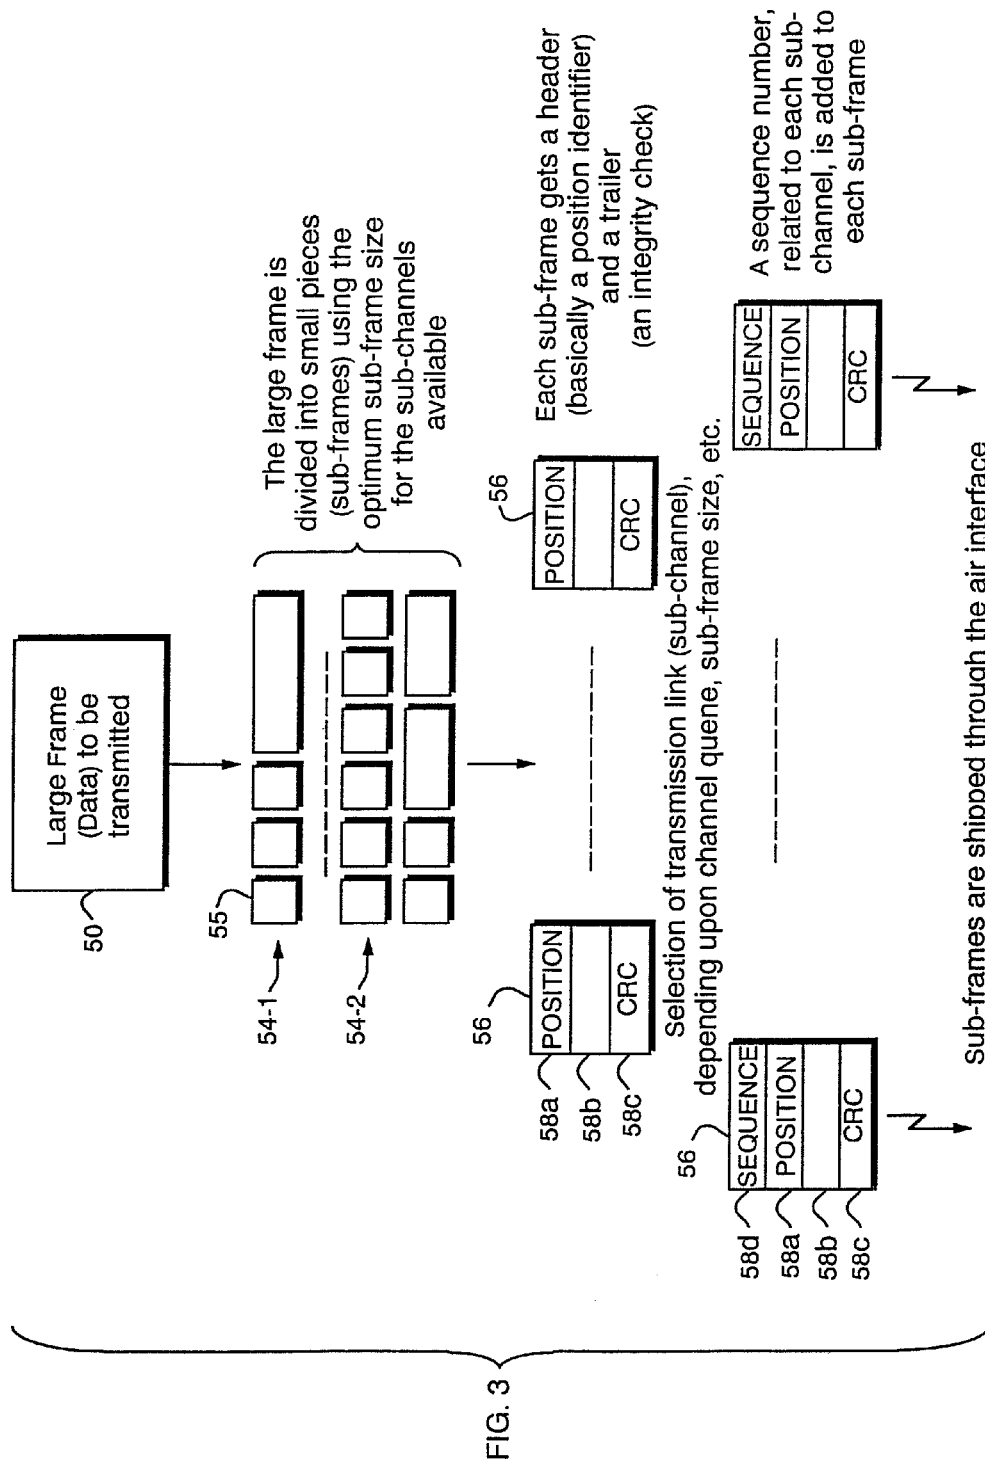 Large Frame
(Data) to be
transmitted
50
The large frame is
divided into small pieces
(sub-frames) using the
optimum sub-frame size
for the sub-channels
available
55
54-1
54-2
Each sub-frame gets a header
(basically a position identifier)
and a trailer
(an integrity check)
56
POSITION
CRC
58a
58b
58c
56
POSITION
CRC
Selection of transmission link (sub-channel),
depending upon channel quene, sub-frame size, etc.
A sequence number,
related to each sub-
channel, is added to
each sub-frame
56
SEQUENCE
POSITION
CRC
58d
58a
58b
58c
SEQUENCE
POSITION
CRC
Sub-frames are shipped through the air interface
FIG. 3